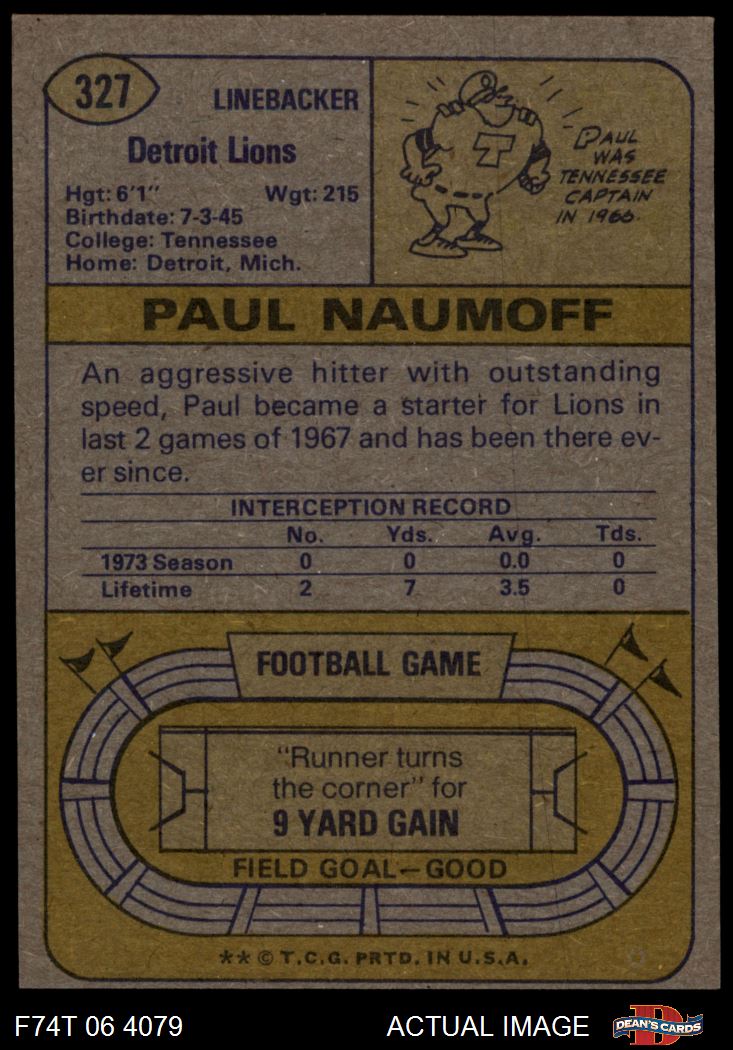 327
LINEBACKER
Detroit Lions
Hgt: 6'1" Wgt: 215
Birthdate: 7-3-45
College: Tennessee
Home: Detroit, Mich.
T
PAUL
WAS
TENNESSEE
CAPTAIN
IN 1966.
PAUL NAUMOFF
An aggressive hitter with outstanding
speed, Paul became a starter for Lions in
last 2 games of 1967 and has been there ev-
er since.
INTERCEPTION RECORD
No. Yds. Avg. Tds.
1973 Season 0 0 0.0 0
Lifetime 2 7 3.5 0
FOOTBALL GAME
"Runner turns
the corner" for
9 YARD GAIN
FIELD GOAL—GOOD
** © T.C.G. PRTD. IN U.S.A.
F74T 06 4079 ACTUAL IMAGE D DEAN'S CARDS